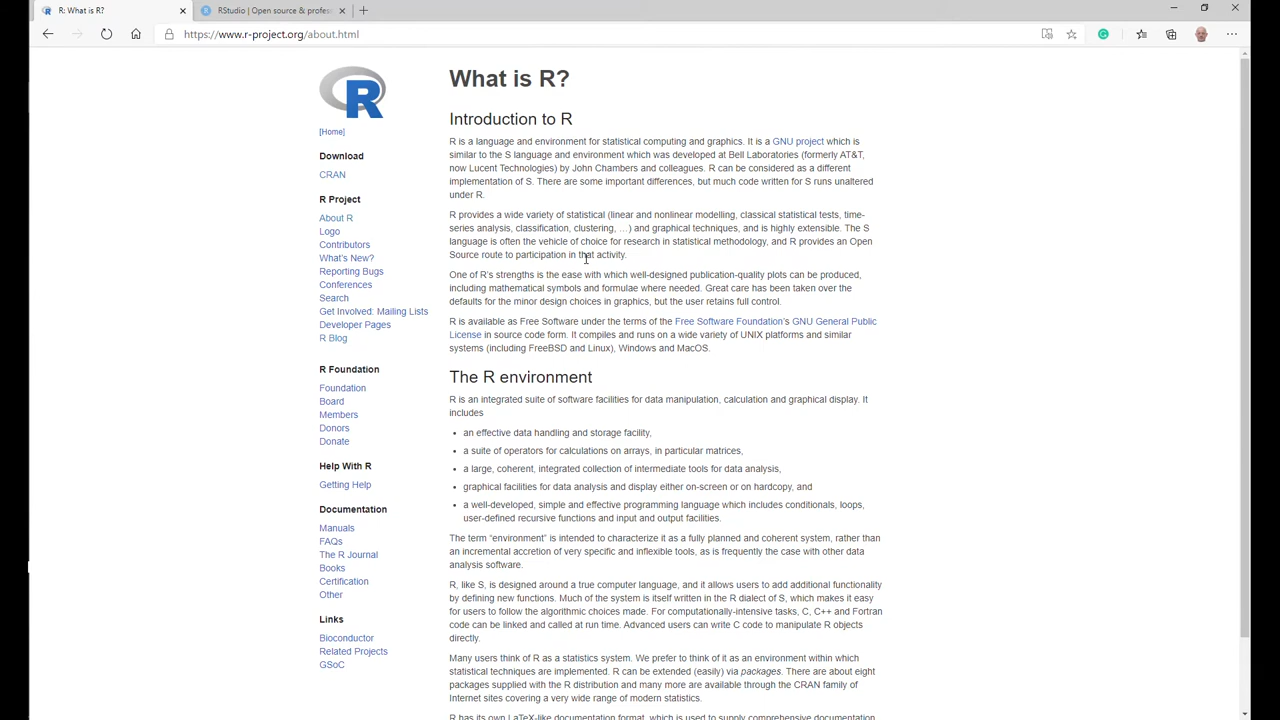 R: What is R?
RStudio | Open source & profes
https://www.r-project.org/about.html
R
[Home]
Download
CRAN
R Project
About R
Logo
Contributors
What's New?
Reporting Bugs
Conferences
Search
Get Involved: Mailing Lists
Developer Pages
R Blog
R Foundation
Foundation
Board
Members
Donors
Donate
Help With R
Getting Help
Documentation
Manuals
FAQs
The R Journal
Books
Certification
Other
Links
Bioconductor
Related Projects
GSoC
What is R?
Introduction to R
R is a language and environment for statistical computing and graphics. It is a GNU project which is
similar to the S language and environment which was developed at Bell Laboratories (formerly AT&T,
now Lucent Technologies) by John Chambers and colleagues. R can be considered as a different
implementation of S. There are some important differences, but much code written for S runs unaltered
under R.
R provides a wide variety of statistical (linear and nonlinear modelling, classical statistical tests, time-
series analysis, classification, clustering, …) and graphical techniques, and is highly extensible. The S
language is often the vehicle of choice for research in statistical methodology, and R provides an Open
Source route to participation in that activity.
One of R's strengths is the ease with which well-designed publication-quality plots can be produced,
including mathematical symbols and formulae where needed. Great care has been taken over the
defaults for the minor design choices in graphics, but the user retains full control.
R is available as Free Software under the terms of the Free Software Foundation's GNU General Public
License in source code form. It compiles and runs on a wide variety of UNIX platforms and similar
systems (including FreeBSD and Linux), Windows and MacOS.
The R environment
R is an integrated suite of software facilities for data manipulation, calculation and graphical display. It
includes
• an effective data handling and storage facility,
• a suite of operators for calculations on arrays, in particular matrices,
• a large, coherent, integrated collection of intermediate tools for data analysis,
• graphical facilities for data analysis and display either on-screen or on hardcopy, and
• a well-developed, simple and effective programming language which includes conditionals, loops,
user-defined recursive functions and input and output facilities.
The term “environment” is intended to characterize it as a fully planned and coherent system, rather than
an incremental accretion of very specific and inflexible tools, as is frequently the case with other data
analysis software.
R, like S, is designed around a true computer language, and it allows users to add additional functionality
by defining new functions. Much of the system is itself written in the R dialect of S, which makes it easy
for users to follow the algorithmic choices made. For computationally-intensive tasks, C, C++ and Fortran
code can be linked and called at run time. Advanced users can write C code to manipulate R objects
directly.
Many users think of R as a statistics system. We prefer to think of it as an environment within which
statistical techniques are implemented. R can be extended (easily) via packages. There are about eight
packages supplied with the R distribution and many more are available through the CRAN family of
Internet sites covering a very wide range of modern statistics.
R has its own LaTeX-like documentation format, which is used to supply comprehensive documentation